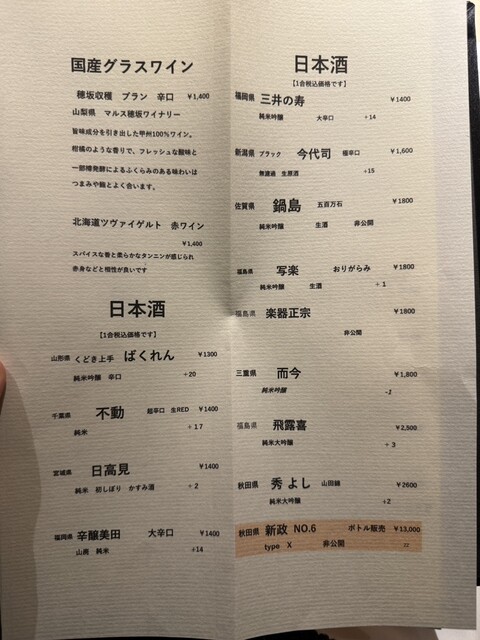 国産グラスワイン
穂坂収穫 ブラン 辛口 ￥1,400
山梨県 マルス穂坂ワイナリー
旨味成分を引き出した甲州100%ワイン。
柑橘のような香りで、フレッシュな酸味と
一部樽発酵によるふくらみのある味わいは
つまみや鮨とよく合います。
北海道ツヴァイゲルト 赤ワイン
￥1,400
スパイスな香と柔らかなタンニンが感じられ
赤身などと相性が良いです
日本酒
【1合税込価格です】
山形県 くどき上手 ばくれん ￥1300
純米吟醸 辛口 +20
千葉県 不動 超辛口 生RED ￥1400
純米 +17
宮城県 日高見 ￥1400
純米 初しぼり かすみ酒 +2
福岡県 辛醸美田 大辛口 ￥1400
山廃 純米 +14
日本酒
【1合税込価格です】
福岡県 三井の寿 ￥1400
純米吟醸 大辛口 +14
新潟県 ブラック 今代司 極辛口 ￥1,600
無濾過 生原酒 +15
佐賀県 鍋島 五百万石 ￥1800
純米吟醸 生酒 非公開
福島県 写楽 おりがらみ ￥1800
純米吟醸 生酒 +1
福島県 楽器正宗 ￥1800
非公開
三重県 而今 ￥1,800
純米吟醸 -1
福島県 飛露喜 ￥2,500
純米大吟醸 +3
秋田県 秀よし 山田錦 ￥2600
純米大吟醸 +2
秋田県 新政 NO.6 ボトル販売 ￥13,000
type X 非公開